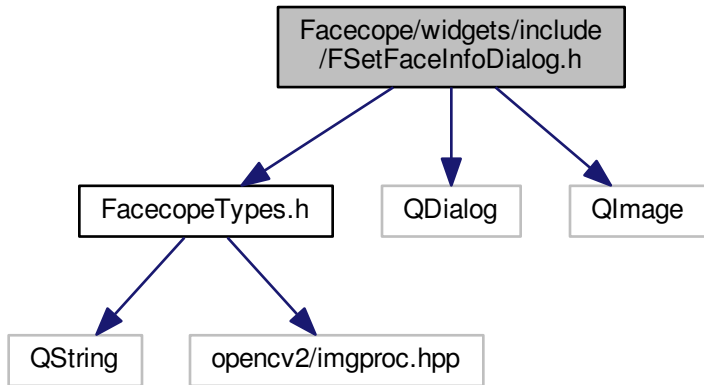 Facecope/widgets/include
/FSetFaceInfoDialog.h
FacecopeTypes.h
QDialog
QImage
QString
opencv2/imgproc.hpp